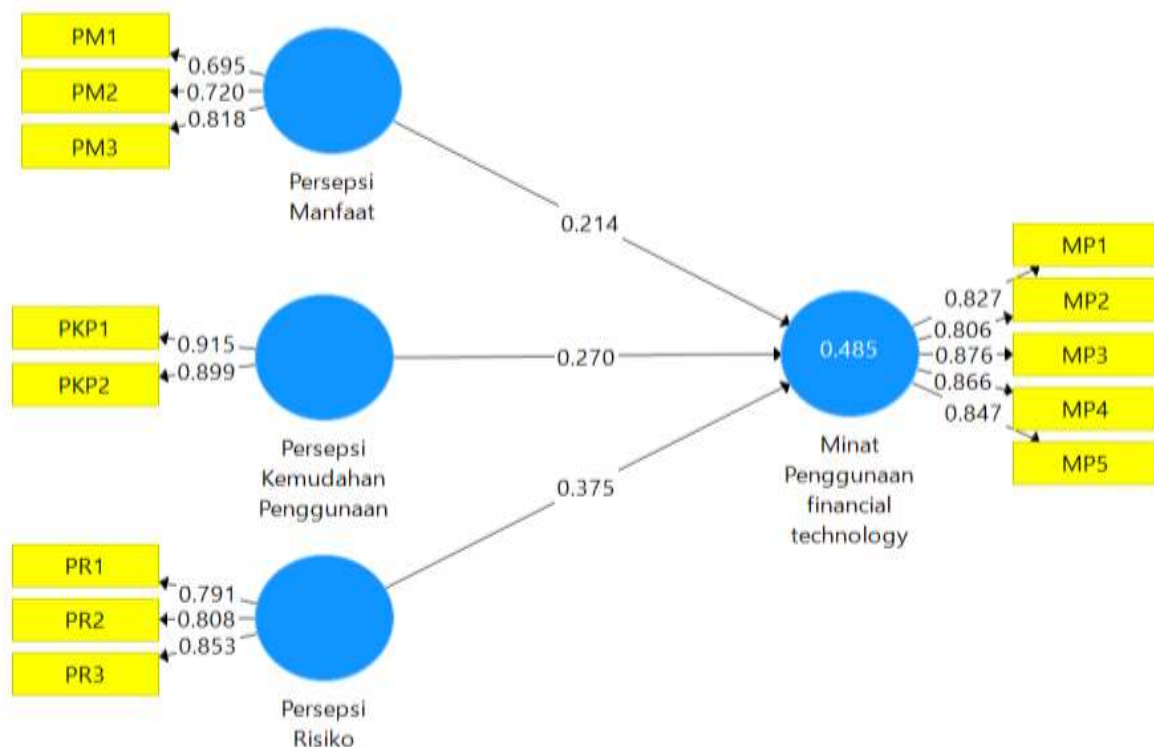 PM1
0.695
PM2
0.720
PM3
0.818
Persepsi
Manfaat
0.214
PKP1
0.915
PKP2
0.899
Persepsi
Kemudahan
Penggunaan
0.270
PR1
0.791
PR2
0.808
PR3
0.853
Persepsi
Risiko
0.375
0.485
Minat
Penggunaan
financial
technology
MP1
0.827
MP2
0.806
MP3
0.876
MP4
0.866
MP5
0.847